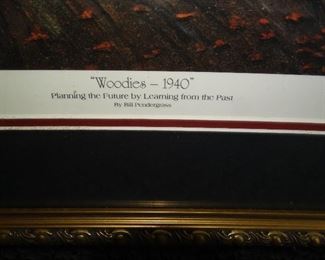 "Woodies – 1940"
Planning the Future by Learning from the Past
By Bill Pendergrass